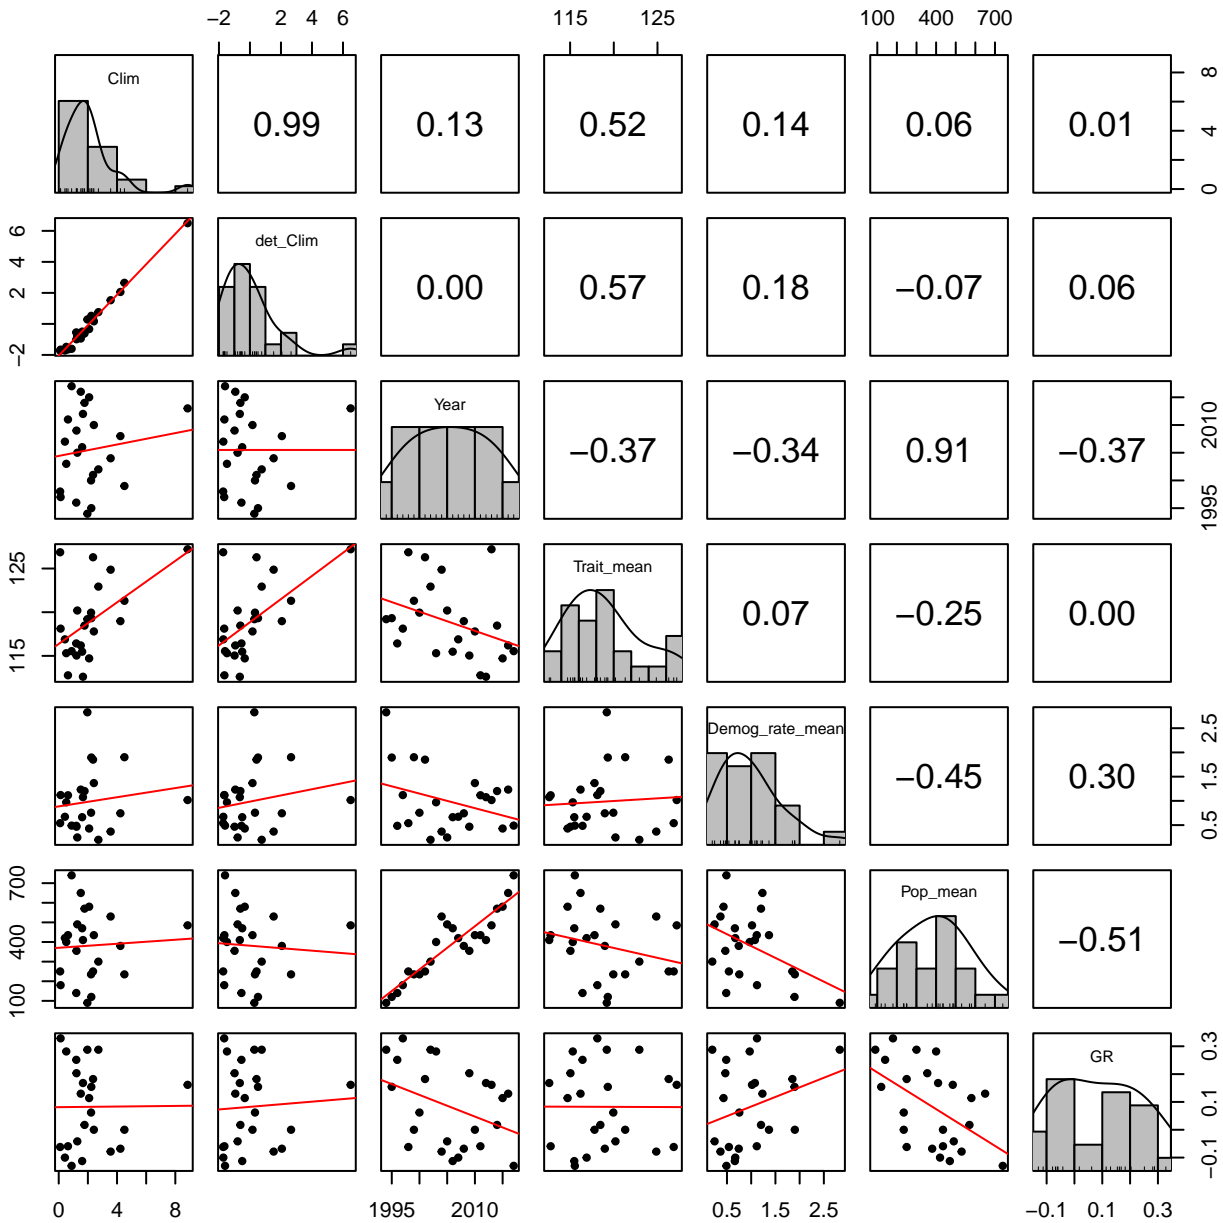 −2 2 4 6 115 125 100 400 700
Clim 0.99 0.13 0.52 0.14 0.06 0.01 0 4 8
−2 2 4 6 det_Clim 0.00 0.57 0.18 −0.07 0.06
Year −0.37 −0.34 0.91 −0.37 1995 2010
115 125 Trait_mean 0.07 −0.25 0.00
Demog_rate_mean −0.45 0.30 0.5 1.5 2.5
100 400 700 Pop_mean −0.51
GR −0.1 0.1 0.3
0 4 8 1995 2010 0.5 1.5 2.5 −0.1 0.1 0.3